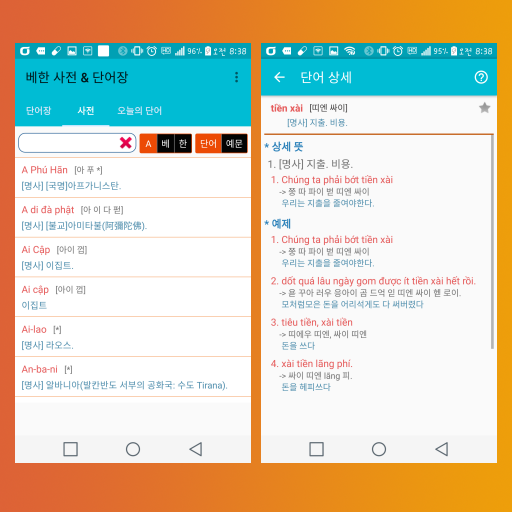 96% 오전 8:38
베한 사전 & 단어장
단어장 사전 오늘의 단어
A 베 한 단어 예문
A Phú Hãn [아 푸 *]
[명사] [국명]아프가니스탄.
A di đà phật [아 이 다 펃]
[명사] [불교]아미타불(阿彌陀佛).
Ai Cập [아이 껍]
[명사] 이집트.
Ai cập [아이 껍]
이집트
Ai-lao [*]
[명사] 라오스.
An-ba-ni [*]
[명사] 알바니아(발칸반도 서부의 공화국: 수도 Tirana).
95% 오전 8:38
단어 상세
tiền xài [띠엔 싸이]
[명사] 지출. 비용.
* 상세 뜻
1. [명사] 지출. 비용.
1. Chúng ta phải bớt tiền xài
-> 쭝 따 파이 벋 띠엔 싸이
우리는 지출을 줄여야한다.
* 예제
1. Chúng ta phải bớt tiền xài
-> 쭝 따 파이 벋 띠엔 싸이
우리는 지출을 줄여야한다.
2. dốt quá lâu ngày gom được ít tiền xài hết rồi.
-> 욛 꾸아 러우 응아이 곰 드억 읻 띠엔 싸이 헫 로이.
모처럼모은 돈을 어리석게도 다 써버렸다
3. tiêu tiền, xài tiền
-> 띠에우 띠엔, 싸이 띠엔
돈을 쓰다
4. xài tiền lãng phí.
-> 싸이 띠엔 lãng 피.
돈을 헤피쓰다